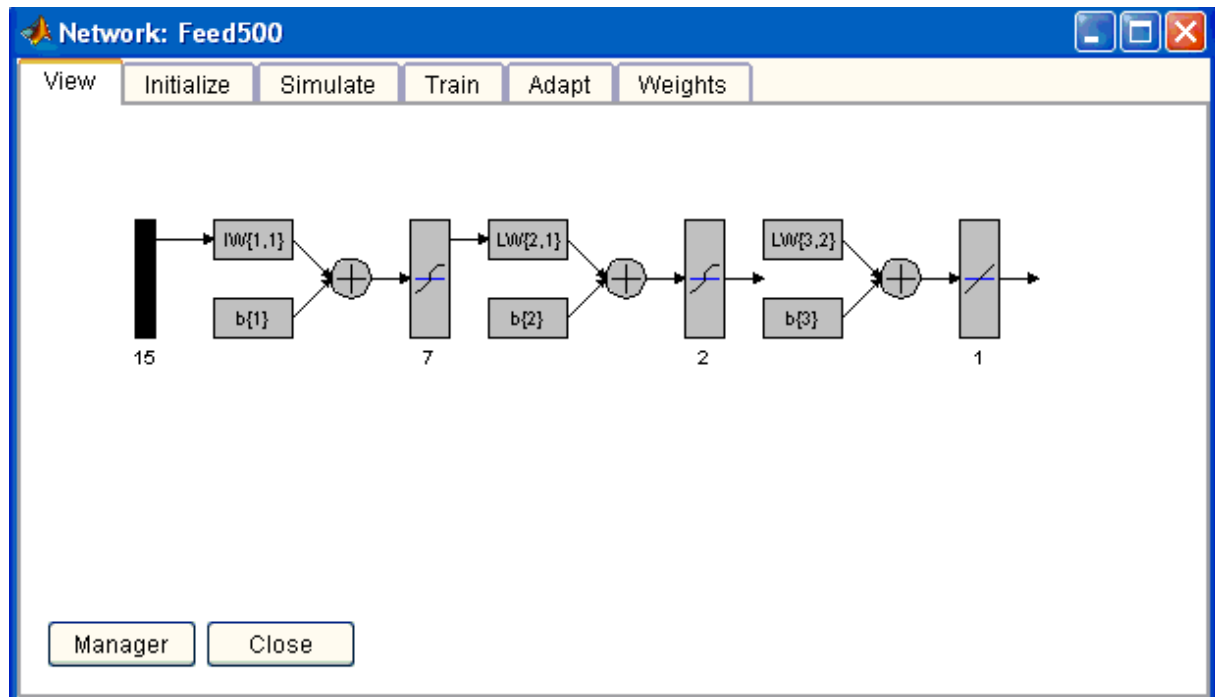 Network: Feed500
View Initialize Simulate Train Adapt Weights
IW{1,1} LW{2,1} LW{3,2}
b{1} b{2} b{3}
15 7 2 1
Manager Close